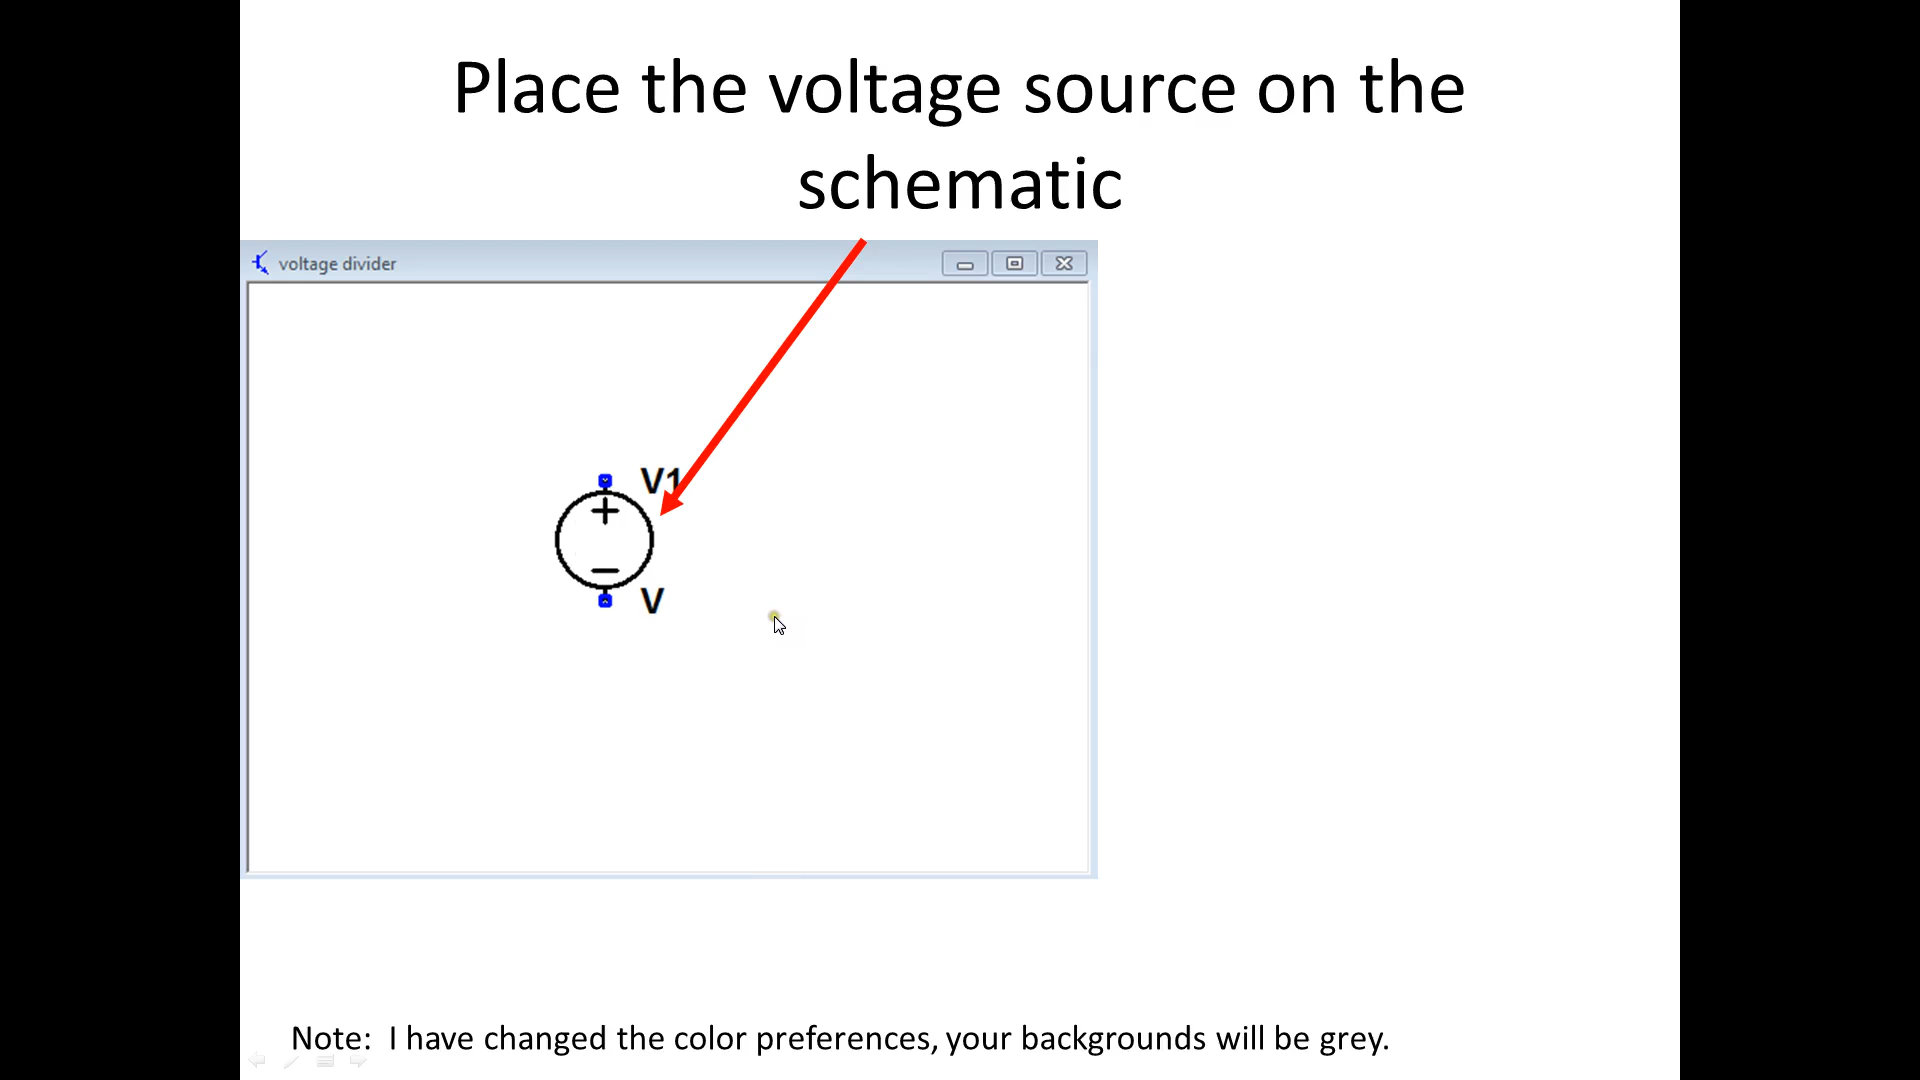 Place the voltage source on the
schematic
voltage divider
V1
+
−
V
Note:  I have changed the color preferences, your backgrounds will be grey.